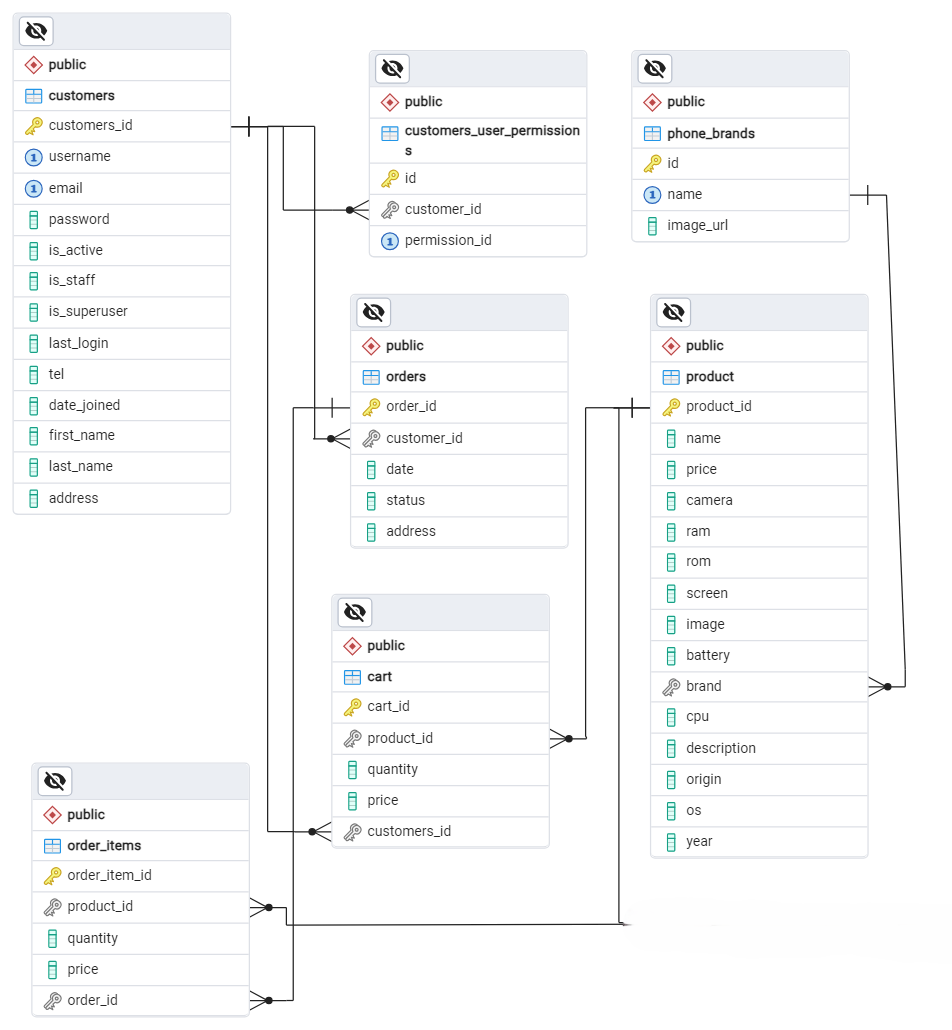 public
customers
customers_id
username
email
password
is_active
is_staff
is_superuser
last_login
tel
date_joined
first_name
last_name
address
public
customers_user_permission
s
id
customer_id
1 permission_id
public
phone_brands
id
1 name
image_url
public
orders
order_id
customer_id
date
status
address
public
product
product_id
name
price
camera
ram
rom
screen
image
battery
brand
cpu
description
origin
os
year
public
cart
cart_id
product_id
quantity
price
customers_id
public
order_items
order_item_id
product_id
quantity
price
order_id